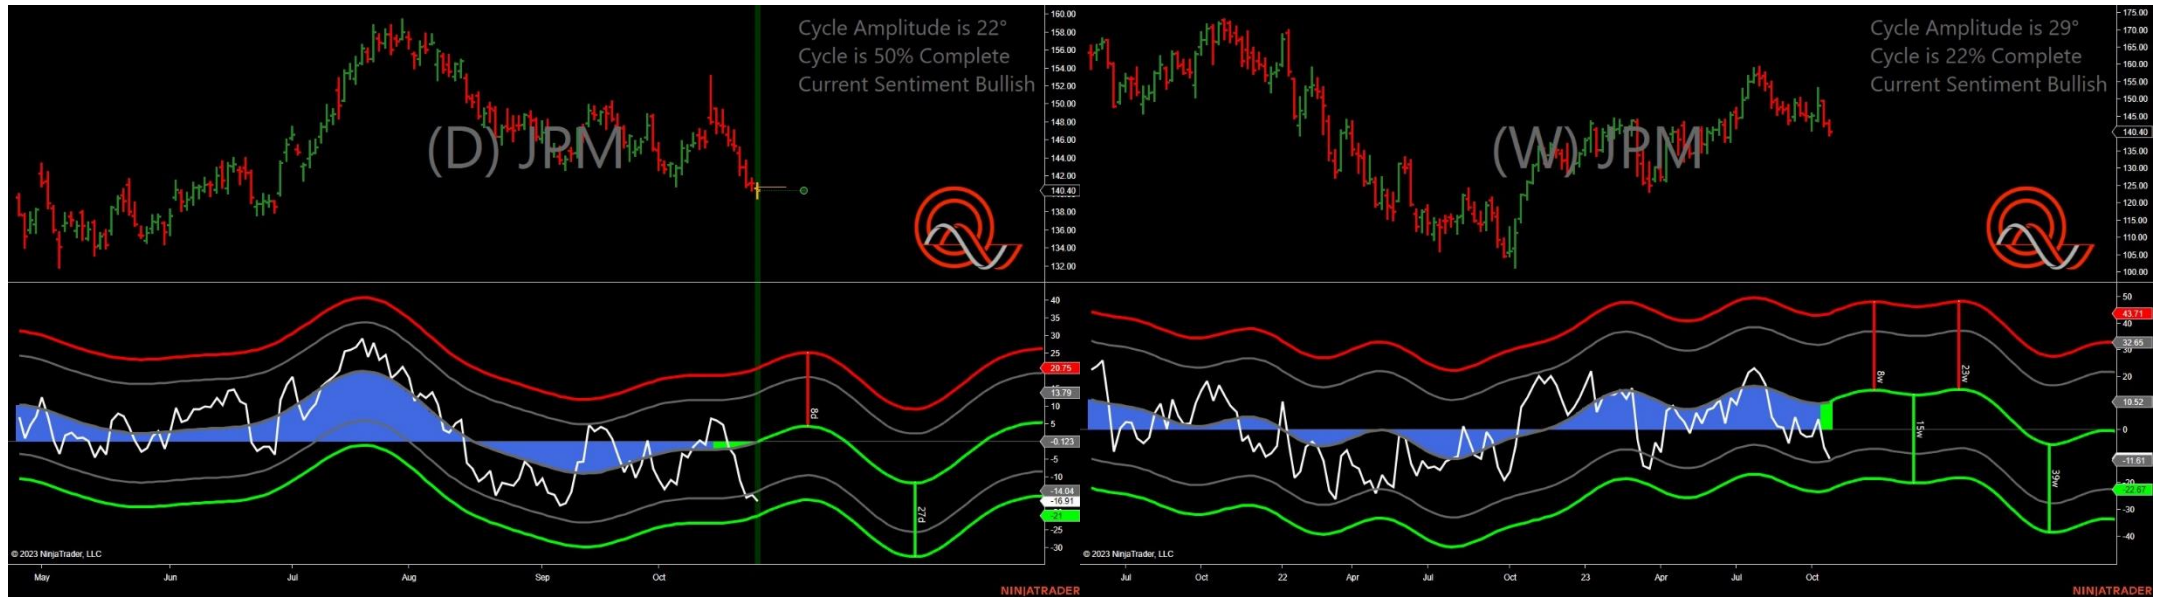 Cycle Amplitude is 22°
Cycle is 50% Complete
Current Sentiment Bullish
(D) JPM
160.00
158.00
156.00
154.00
152.00
150.00
148.00
146.00
144.00
142.00
140.40
138.00
136.00
134.00
132.00
40
35
30
25
20.75
13.79
10
5
-0.123
-5
-14.04
-16.91
-21
-25
-30
8d
27d
© 2023 NinjaTrader, LLC
May Jun Jul Aug Sep Oct
NINJATRADER
Cycle Amplitude is 29°
Cycle is 22% Complete
Current Sentiment Bullish
(W) JPM
175.00
170.00
165.00
160.00
155.00
150.00
145.00
140.40
135.00
130.00
125.00
120.00
115.00
110.00
105.00
100.00
50
43.71
40
32.65
30
20
10.52
0
-11.61
-20
-22.67
-30
-40
8w
23w
15w
39w
© 2023 NinjaTrader, LLC
Jul Oct 22 Apr Jul Oct 23 Apr Jul Oct
NINJATRADER